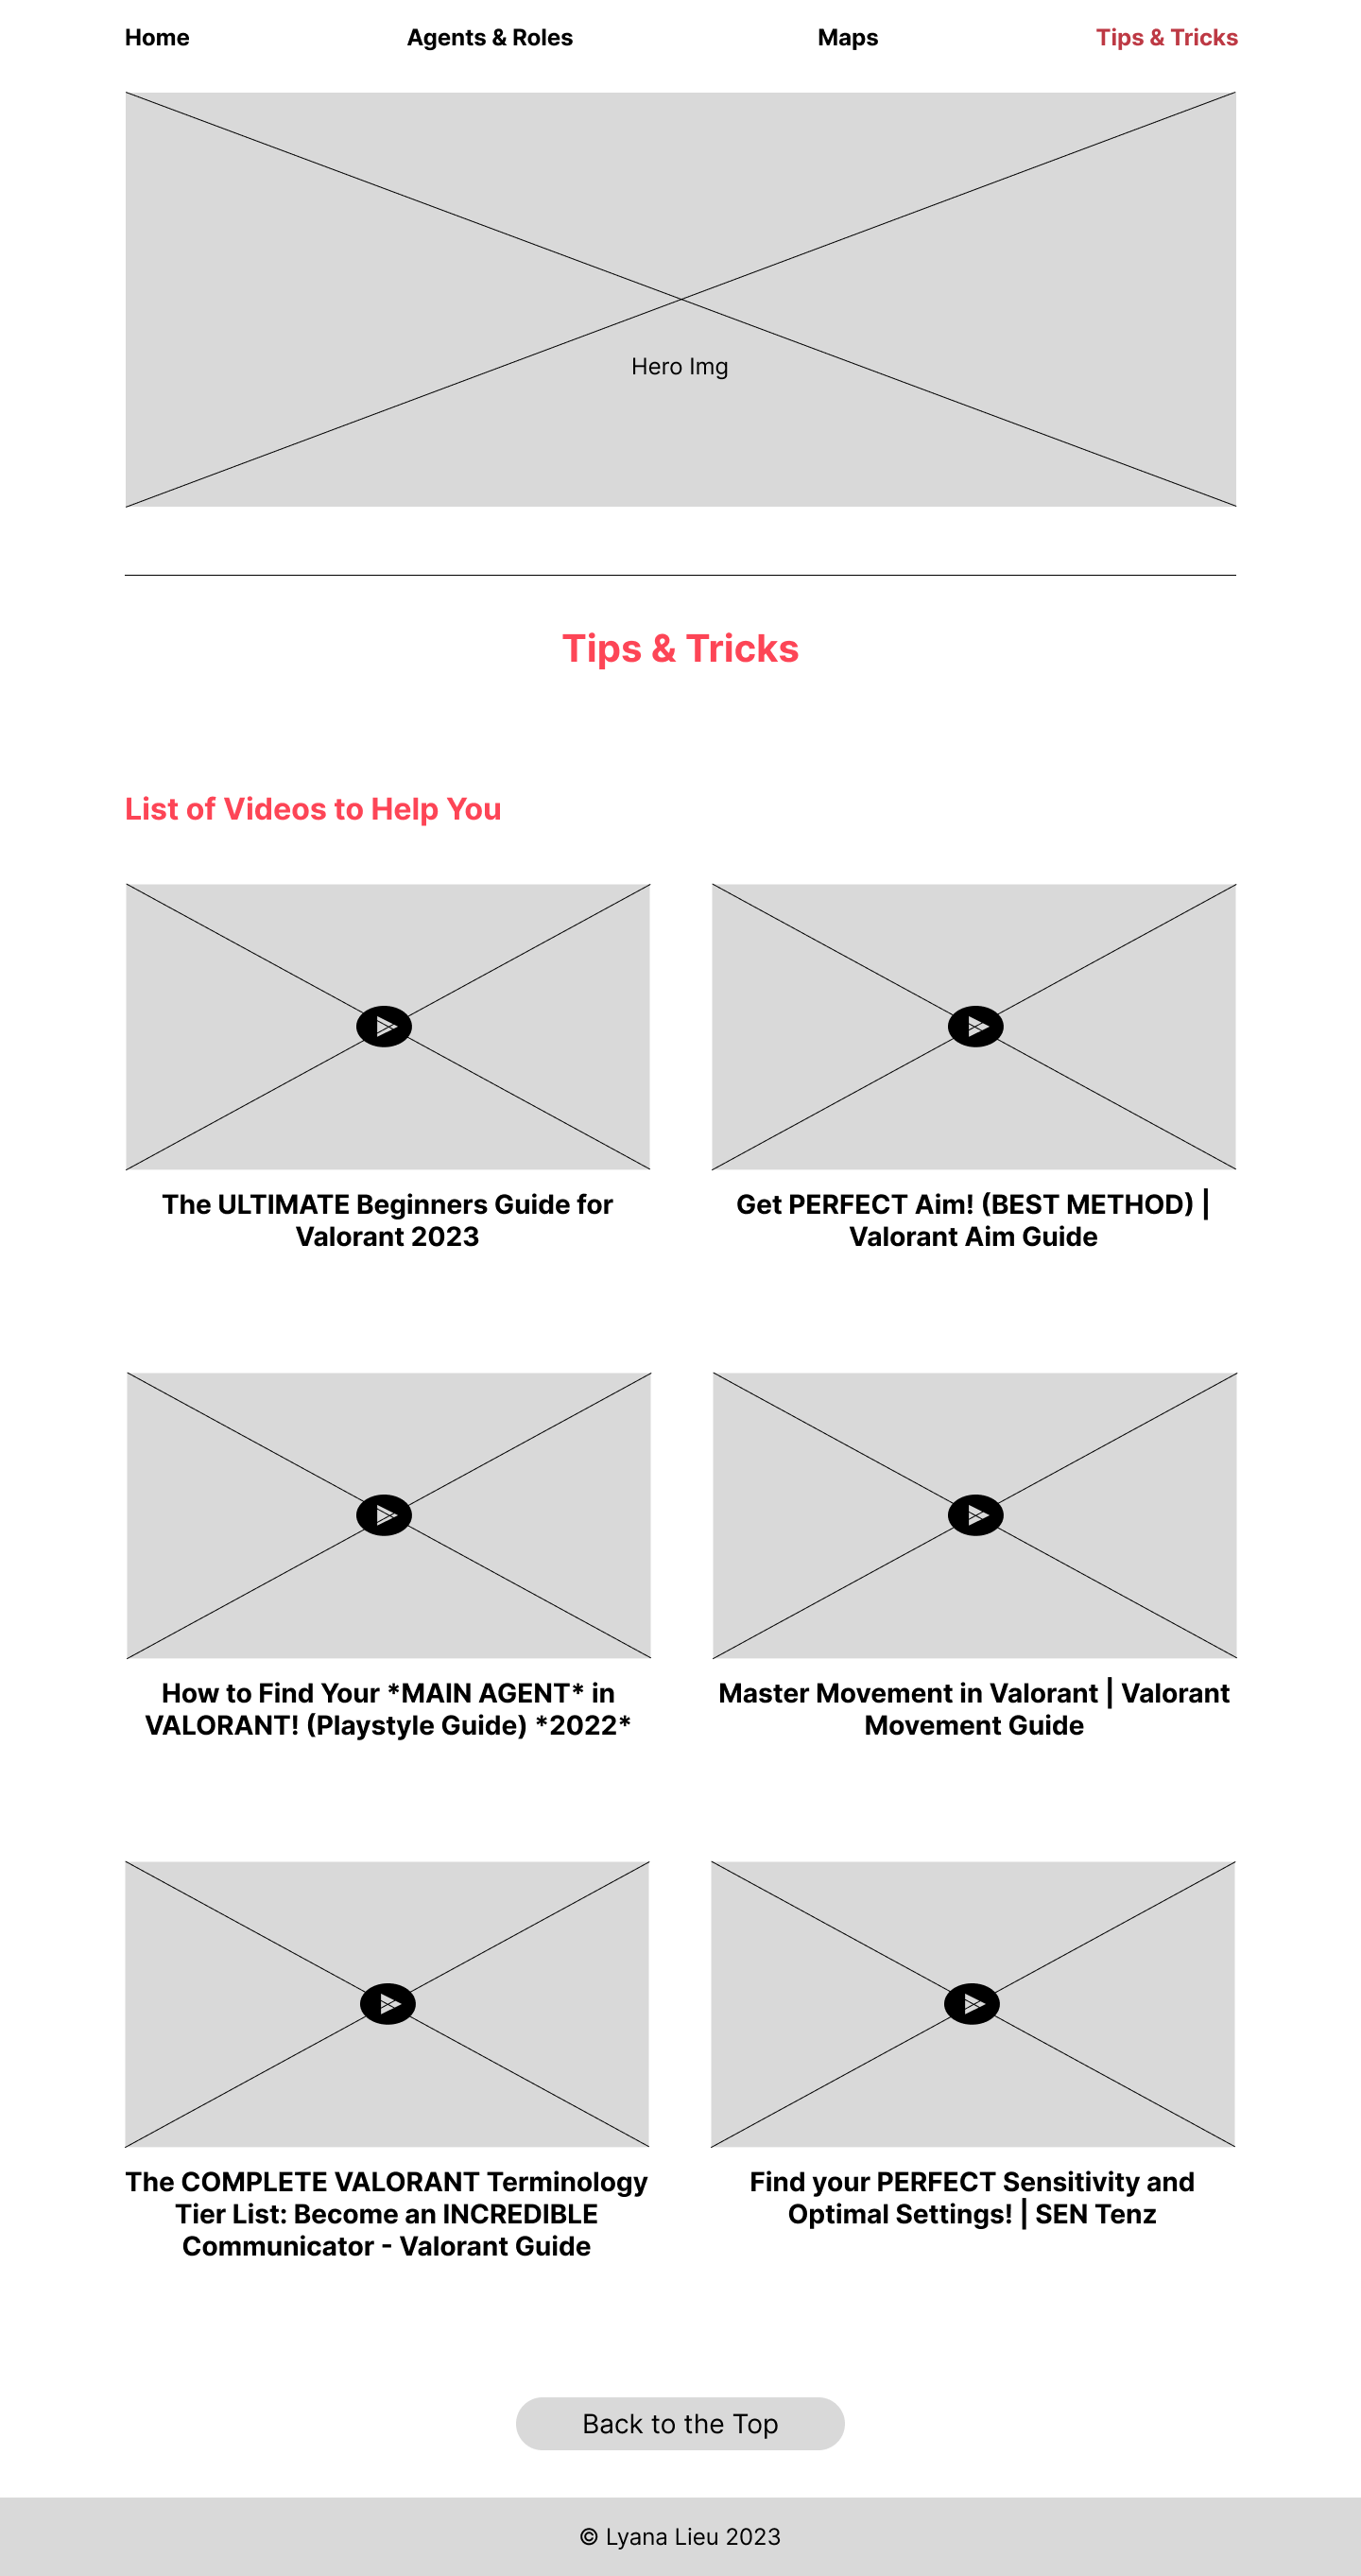 Home
Agents & Roles
Maps
Tips & Tricks
Hero Img
Tips & Tricks
List of Videos to Help You
The ULTIMATE Beginners Guide for
Valorant 2023
Get PERFECT Aim! (BEST METHOD) |
Valorant Aim Guide
How to Find Your *MAIN AGENT* in
VALORANT! (Playstyle Guide) *2022*
Master Movement in Valorant | Valorant
Movement Guide
The COMPLETE VALORANT Terminology
Tier List: Become an INCREDIBLE
Communicator - Valorant Guide
Find your PERFECT Sensitivity and
Optimal Settings! | SEN Tenz
Back to the Top
© Lyana Lieu 2023